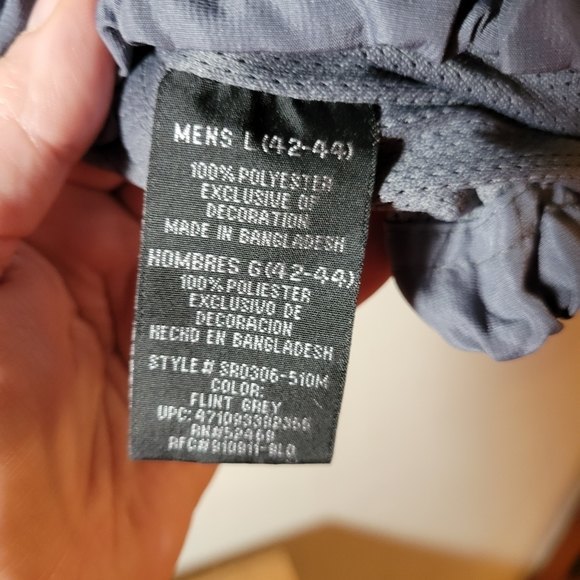 MENS L (42-44)
100% POLYESTER
EXCLUSIVE OF
DECORATION
MADE IN BANGLADESH
HOMBRES G (42-44)
100% POLIESTER
EXCLUSIVO DE
DECORACION
HECHO EN BANGLADESH
STYLE# SR0306-510M
COLOR:
FLINT GREY
UPC: